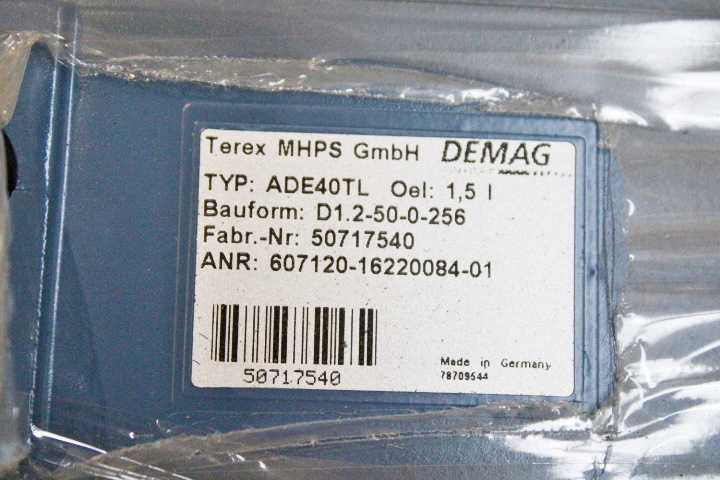 Terex MHPS GmbH DEMAG
TYP: ADE40TL Oel: 1,5 l
Bauform: D1.2-50-0-256
Fabr.-Nr: 50717540
ANR: 607120-16220084-01
50717540
Made in Germany
78709544